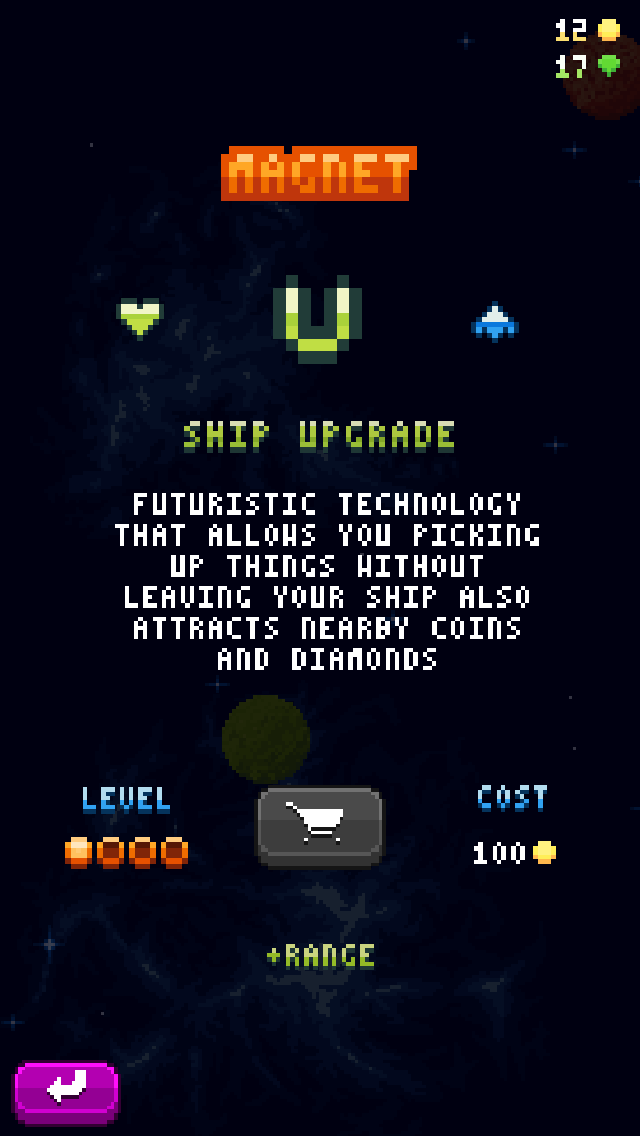 12
17
MAGNET
SHIP UPGRADE
FUTURISTIC TECHNOLOGY
THAT ALLOWS YOU PICKING
UP THINGS WITHOUT
LEAVING YOUR SHIP ALSO
ATTRACTS NEARBY COINS
AND DIAMONDS
LEVEL
COST
100
+RANGE